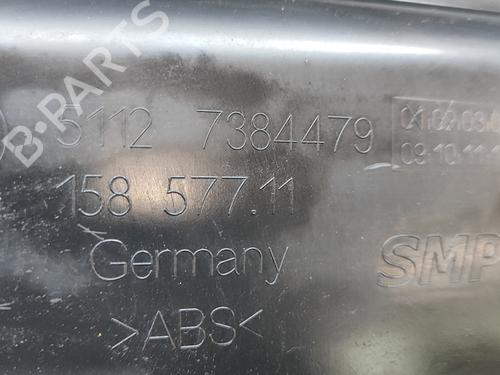 B-PARTS
5112 7384479
158 577.11
Germany
>ABS<
SMP